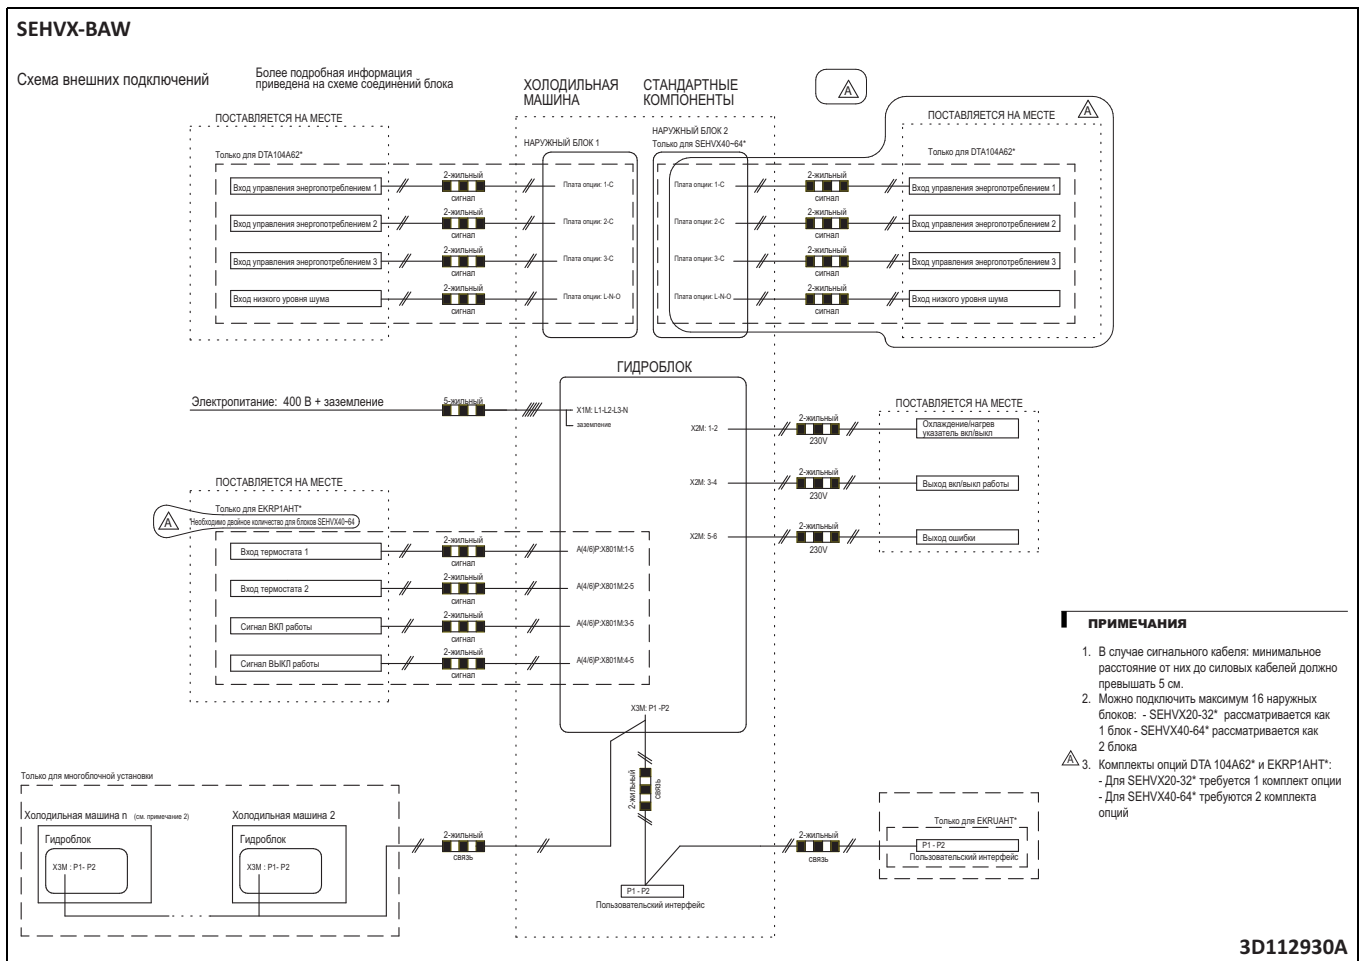 SEHVX-BAW
Схема внешних подключений
Более подробная информация
приведена на схеме соединений блока
ХОЛОДИЛЬНАЯ
МАШИНА
СТАНДАРТНЫЕ
КОМПОНЕНТЫ
A
ПОСТАВЛЯЕТСЯ НА МЕСТЕ
Только для DTA104A62*
Вход управления энергопотреблением 1
2-жильный
сигнал
Вход управления энергопотреблением 2
2-жильный
сигнал
Вход управления энергопотреблением 3
2-жильный
сигнал
Вход низкого уровня шума
2-жильный
сигнал
НАРУЖНЫЙ БЛОК 1
Плата опции: 1-C
Плата опции: 2-C
Плата опции: 3-C
Плата опции: L-N-O
НАРУЖНЫЙ БЛОК 2
Только для SEHVX40~64*
Плата опции: 1-C
Плата опции: 2-C
Плата опции: 3-C
Плата опции: L-N-O
ПОСТАВЛЯЕТСЯ НА МЕСТЕ
A
Только для DTA104A62*
2-жильный
сигнал
Вход управления энергопотреблением 1
2-жильный
сигнал
Вход управления энергопотреблением 2
2-жильный
сигнал
Вход управления энергопотреблением 3
2-жильный
сигнал
Вход низкого уровня шума
ГИДРОБЛОК
Электропитание: 400 В + заземление
5-жильный
X1M: L1-L2-L3-N
заземление
ПОСТАВЛЯЕТСЯ НА МЕСТЕ
X2M: 1-2
2-жильный
230V
Охлаждение/нагрев
указатель вкл/выкл
X2M: 3-4
2-жильный
230V
Выход вкл/выкл работы
X2M: 5-6
2-жильный
230V
Выход ошибки
ПОСТАВЛЯЕТСЯ НА МЕСТЕ
Только для EKRP1AHT*
A
Необходимо двойное количество для блоков SEHVX40~64
Вход термостата 1
2-жильный
сигнал
A(4/6)P:X801M:1-5
Вход термостата 2
2-жильный
сигнал
A(4/6)P:X801M:2-5
Сигнал ВКЛ работы
2-жильный
сигнал
A(4/6)P:X801M:3-5
Сигнал ВЫКЛ работы
2-жильный
сигнал
A(4/6)P:X801M:4-5
X3M: P1 -P2
2-жильный
связь
Только для многоблочной установки
Холодильная машина n (см. примечание 2)
Гидроблок
X3M : P1- P2
Холодильная машина 2
Гидроблок
X3M : P1- P2
2-жильный
связь
P1 - P2
Пользовательский интерфейс
2-жильный
связь
Только для EKRUAHT*
P1 - P2
Пользовательский интерфейс
ПРИМЕЧАНИЯ
1. В случае сигнального кабеля: минимальное
расстояние от них до силовых кабелей должно
превышать 5 см.
2. Можно подключить максимум 16 наружных
блоков: - SEHVX20-32* рассматривается как
1 блок - SEHVX40-64* рассматривается как
2 блока
A 3. Комплекты опций DTA 104A62* и EKRP1AHT*:
- Для SEHVX20-32* требуется 1 комплект опции
- Для SEHVX40-64* требуются 2 комплекта
опций
3D112930A